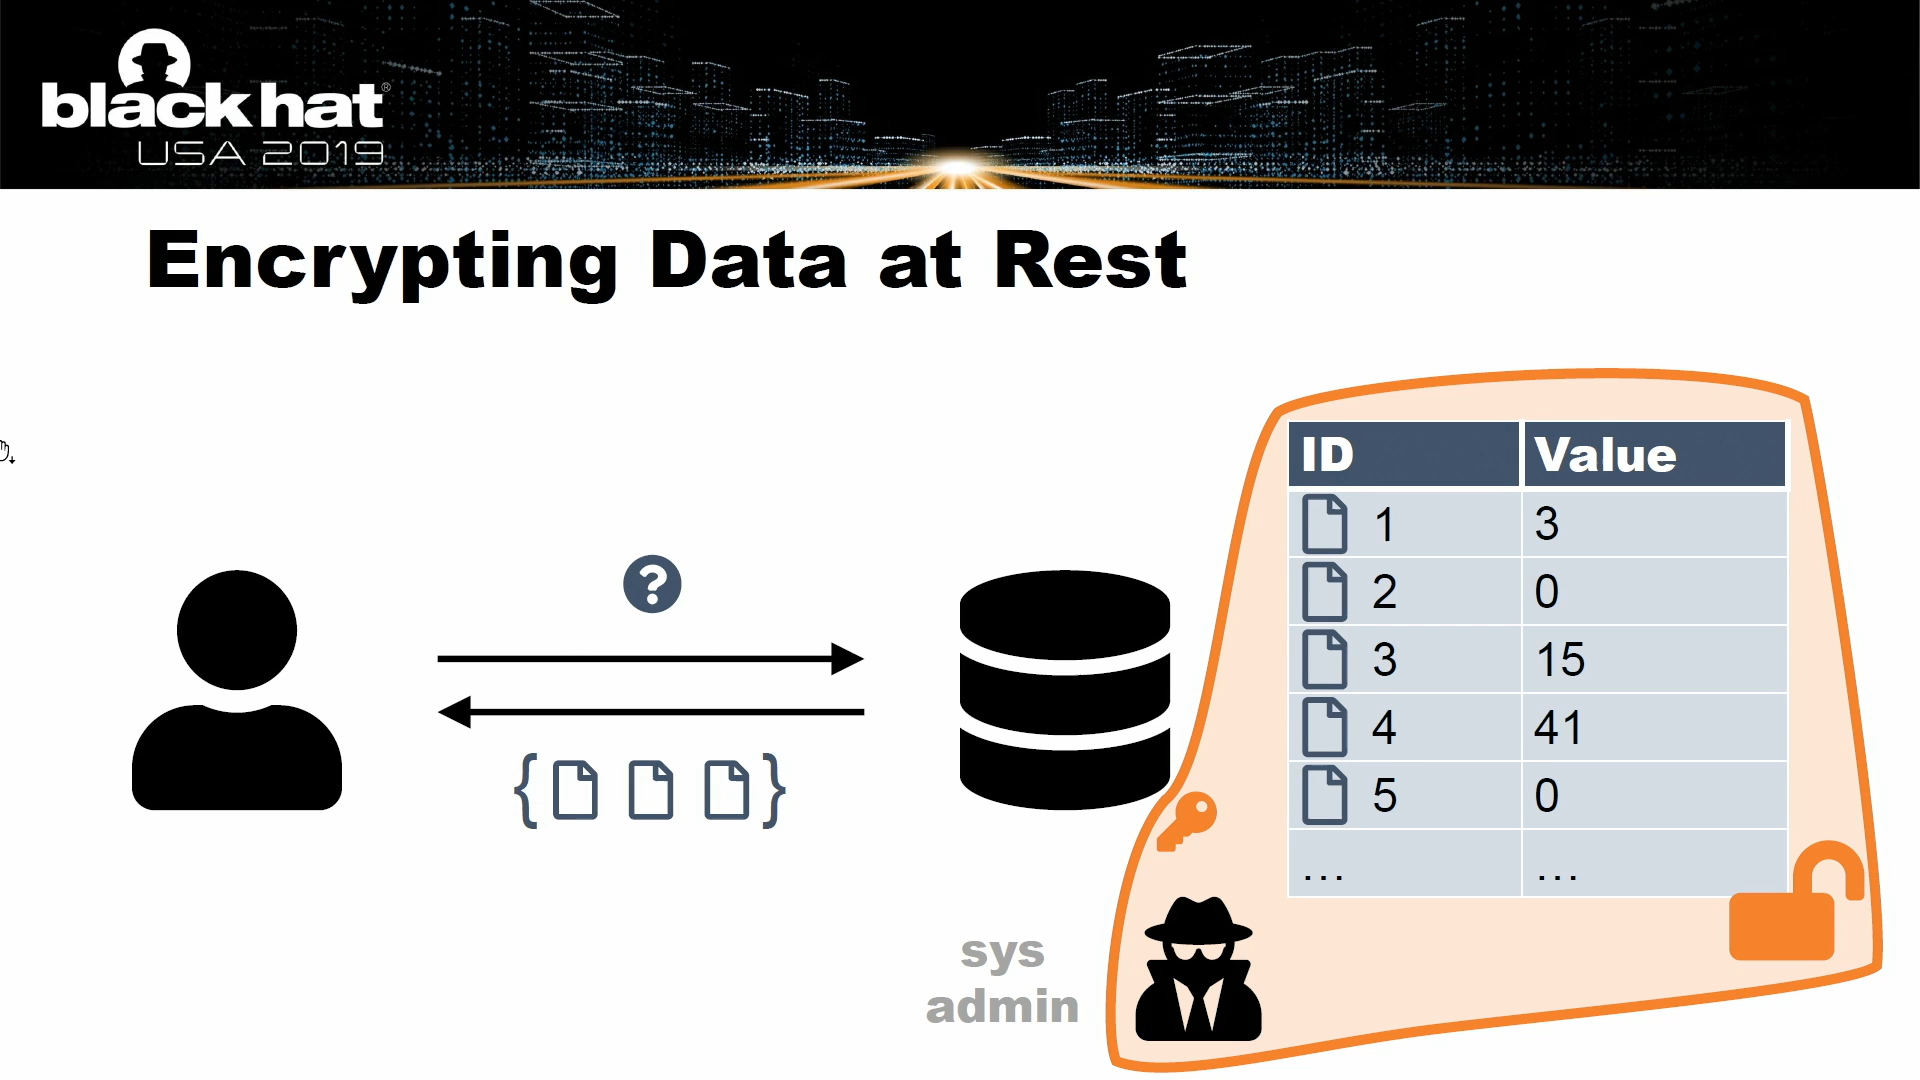 black hat®
USA 2019
Encrypting Data at Rest
ID Value
1 3
2 0
3 15
4 41
5 0
... ...
?
{ }
sys
admin